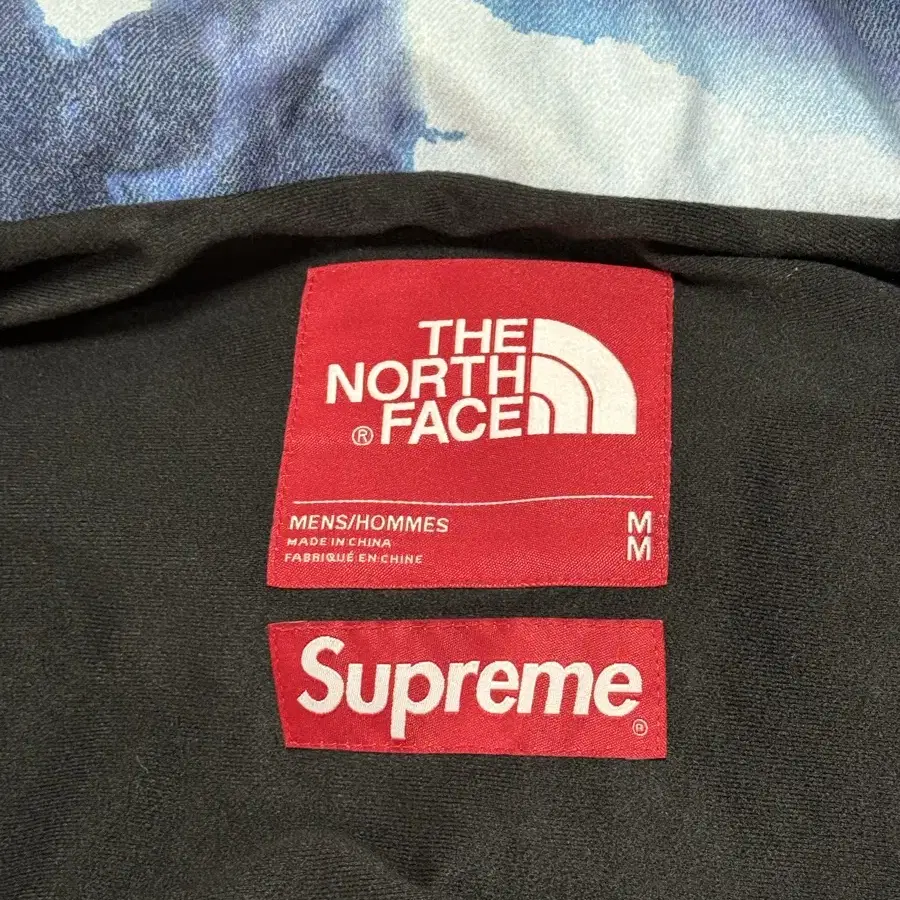 THE
NORTH
® FACE
MENS/HOMMES M
MADE IN CHINA M
FABRIQUÉ EN CHINE
Supreme ®